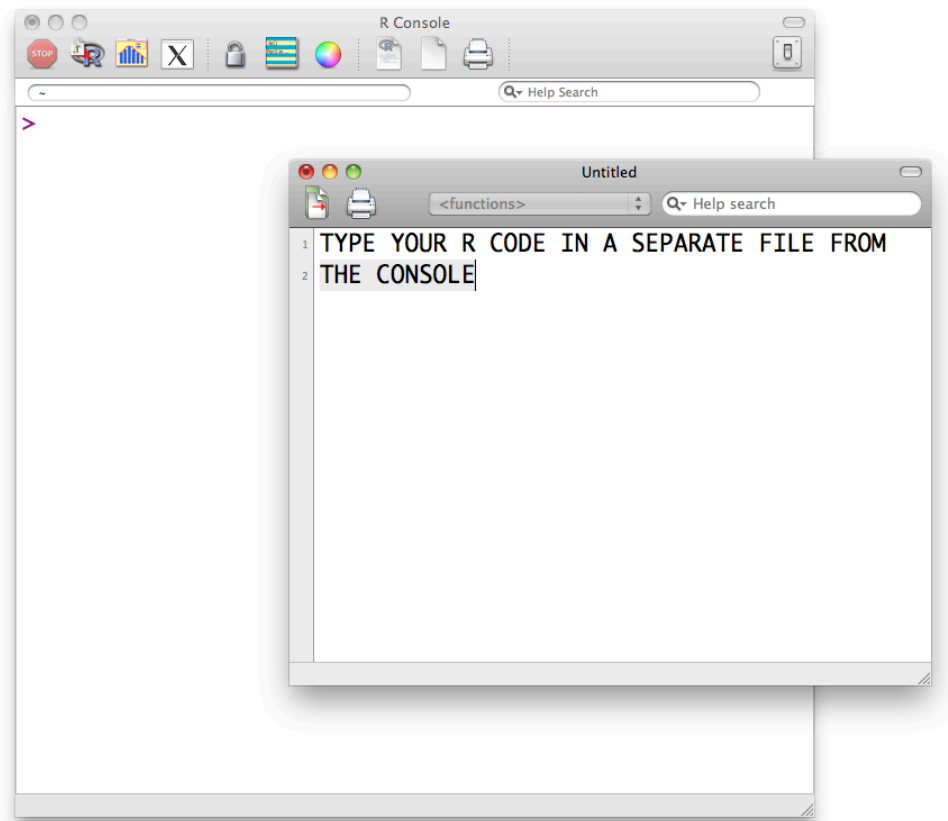 R Console
STOP
R
X
R
~
Help Search
>
Untitled
<functions>
Help search
1 TYPE YOUR R CODE IN A SEPARATE FILE FROM
2 THE CONSOLE